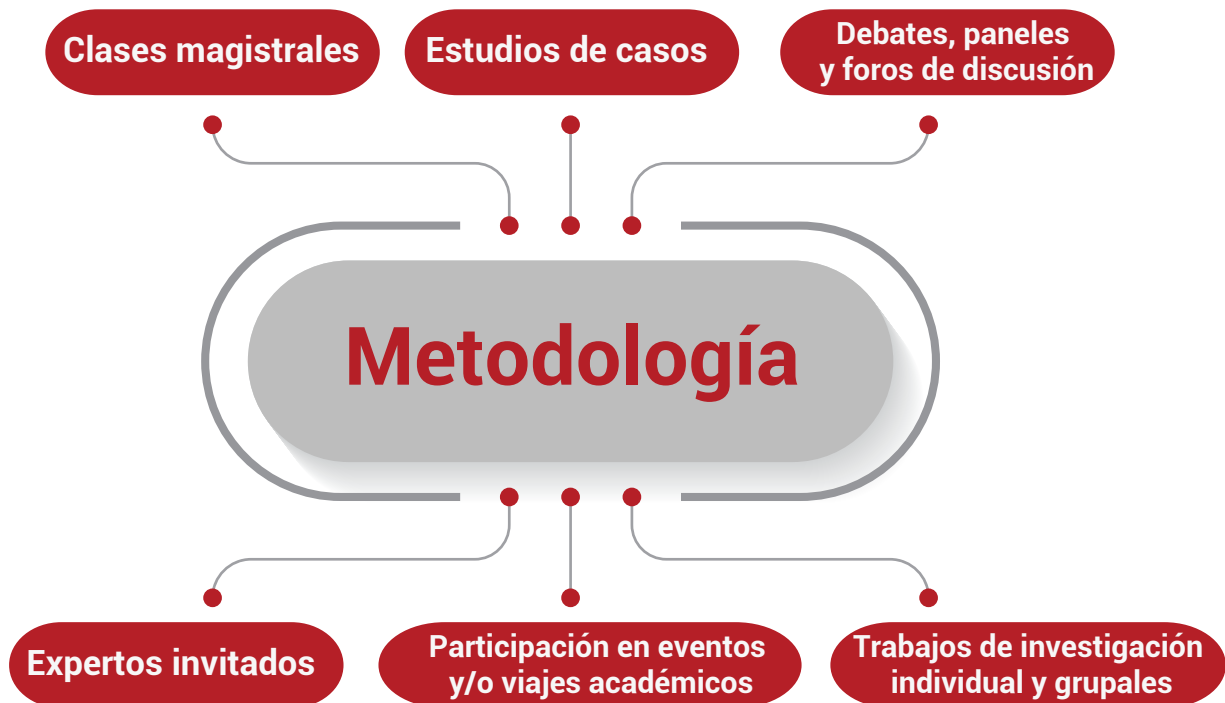 Clases magistrales
Estudios de casos
Debates, paneles
y foros de discusión
Metodología
Expertos invitados
Participación en eventos
y/o viajes académicos
Trabajos de investigación
individual y grupales